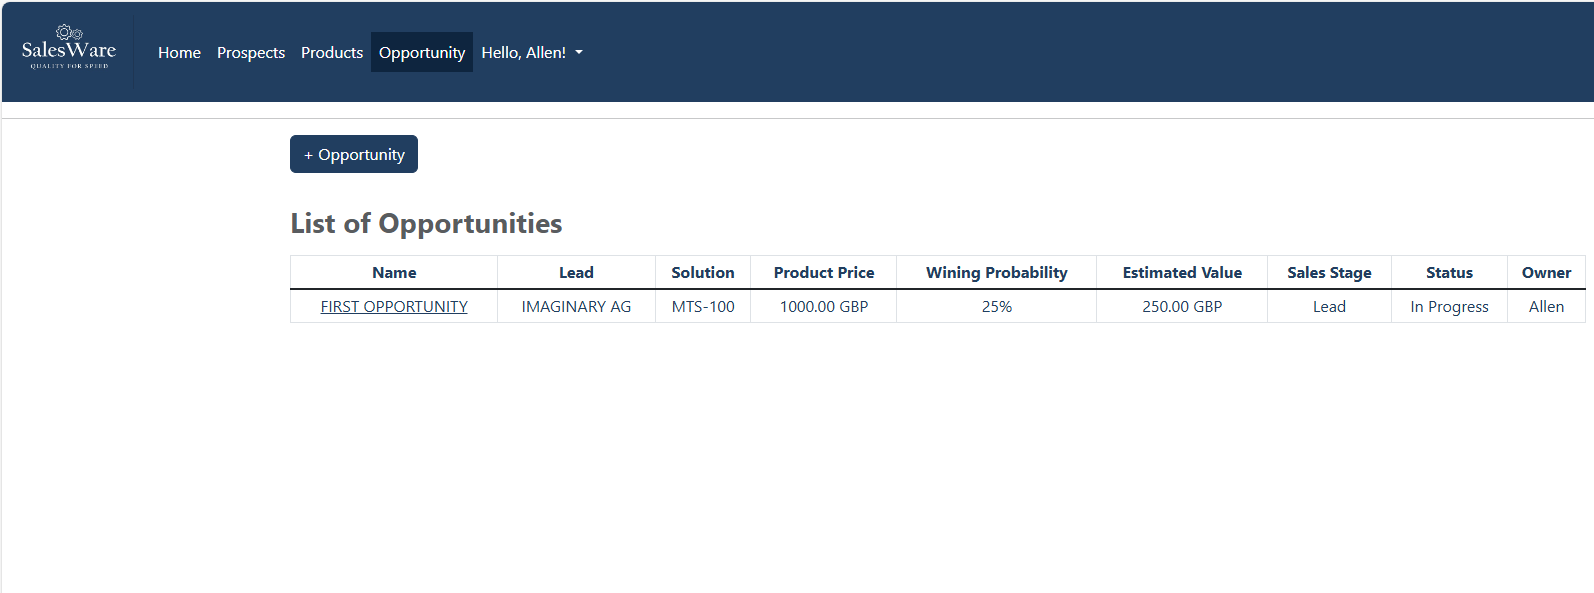 SalesWare
QUALITY FOR SPEED
Home Prospects Products Opportunity Hello, Allen!
+ Opportunity
List of Opportunities
Name Lead Solution Product Price Wining Probability Estimated Value Sales Stage Status Owner
FIRST OPPORTUNITY IMAGINARY AG MTS-100 1000.00 GBP 25% 250.00 GBP Lead In Progress Allen